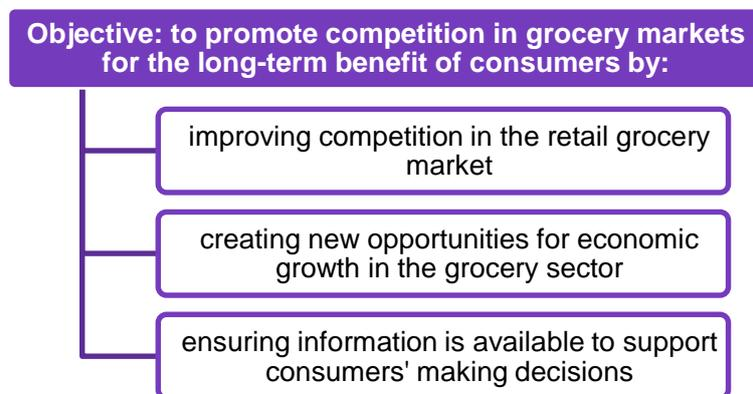 Objective: to promote competition in grocery markets
for the long-term benefit of consumers by:
improving competition in the retail grocery
market
creating new opportunities for economic
growth in the grocery sector
ensuring information is available to support
consumers' making decisions